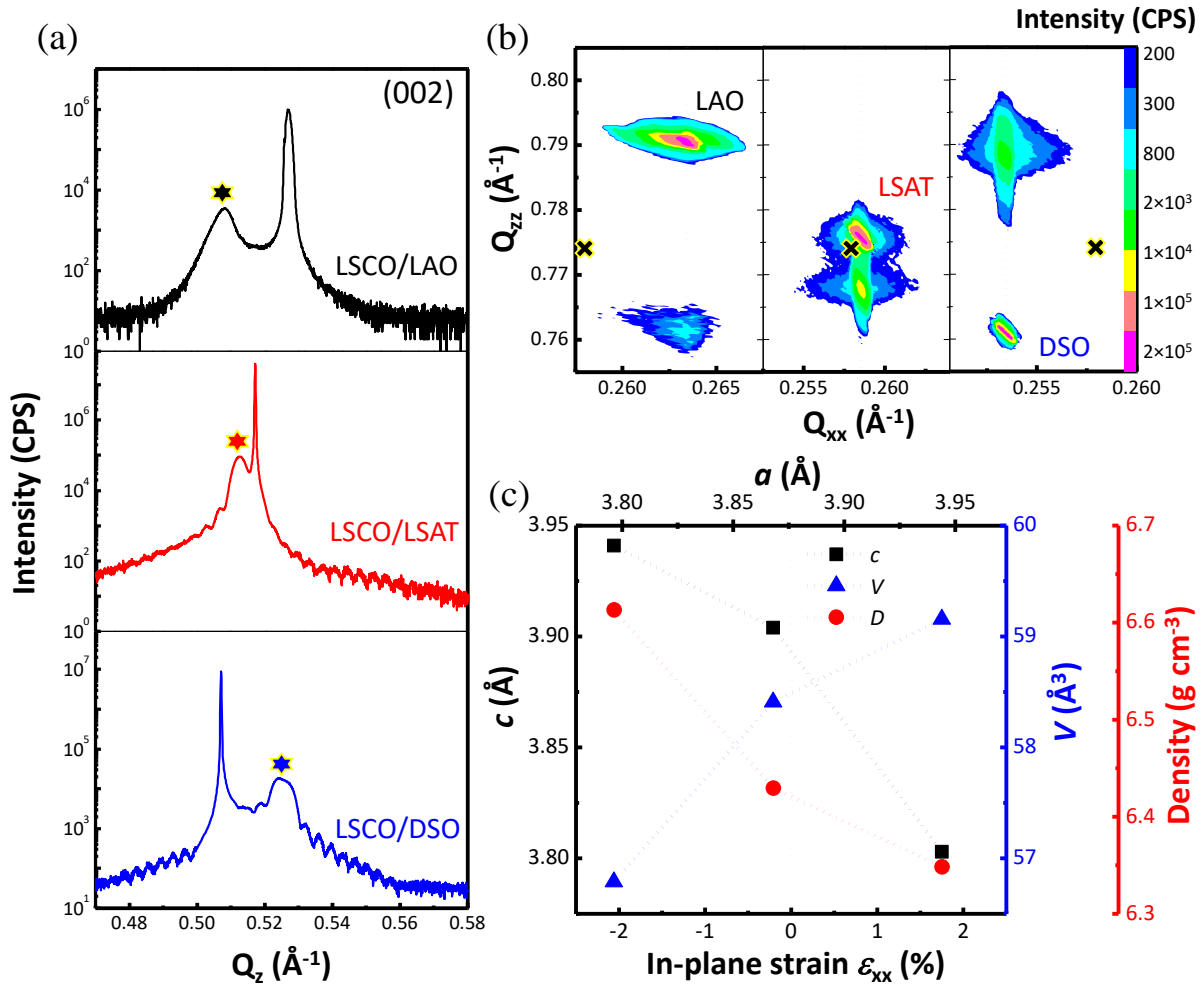 (a)
(002)
10⁶
10⁴
10²
10⁰
LSCO/LAO
10⁶
10⁴
10²
10⁰
LSCO/LSAT
10⁷
10⁵
10³
10¹
LSCO/DSO
0.48 0.50 0.52 0.54 0.56 0.58
Intensity (CPS)
Q_z (Å⁻¹)
(b)
Intensity (CPS)
200
300
800
2×10³
1×10⁴
1×10⁵
2×10⁵
0.80
0.79
0.78
0.77
0.76
Q_zz (Å⁻¹)
LAO
LSAT
DSO
0.260 0.265 0.255 0.260 0.255 0.260
Q_xx (Å⁻¹)
(c)
a (Å)
3.80 3.85 3.90 3.95
3.95
3.90
3.85
3.80
c (Å)
c
V
D
60
59
58
57
V (Å³)
6.7
6.6
6.5
6.4
6.3
Density (g cm⁻³)
-2 -1 0 1 2
In-plane strain ε_xx (%)